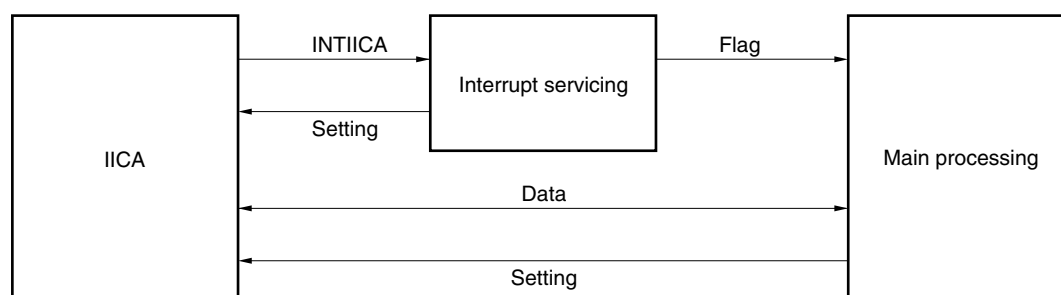 INTIICA
Flag
Interrupt servicing
Setting
IICA
Main processing
Data
Setting